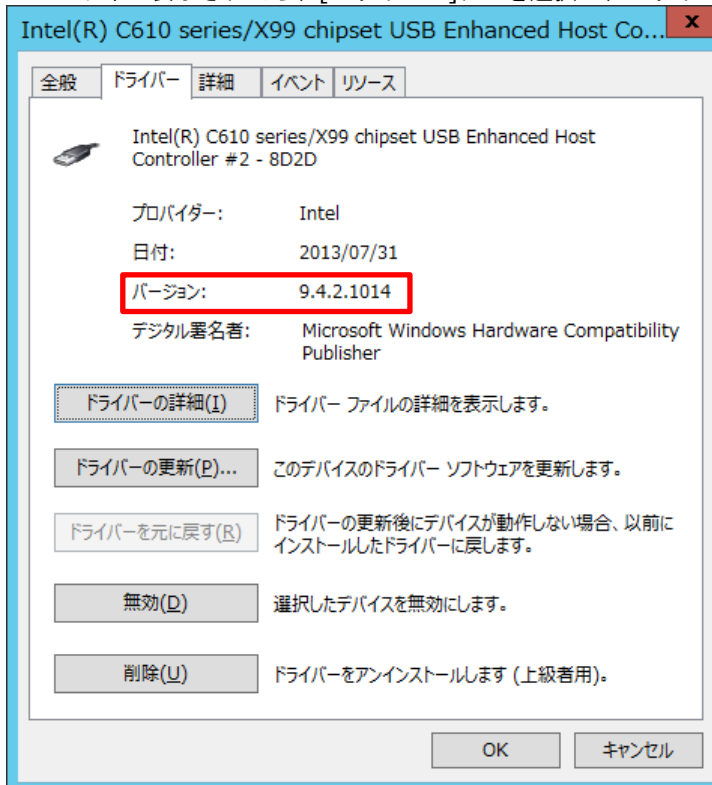 Intel(R) C610 series/X99 chipset USB Enhanced Host Co...
x
全般 ドライバー 詳細 イベント リソース
Intel(R) C610 series/X99 chipset USB Enhanced Host
Controller #2 - 8D2D
プロバイダー: Intel
日付: 2013/07/31
バージョン: 9.4.2.1014
デジタル署名者: Microsoft Windows Hardware Compatibility
Publisher
ドライバーの詳細(I) ドライバー ファイルの詳細を表示します。
ドライバーの更新(P)... このデバイスのドライバー ソフトウェアを更新します。
ドライバーを元に戻す(R) ドライバーの更新後にデバイスが動作しない場合、以前に
インストールしたドライバーに戻します。
無効(D) 選択したデバイスを無効にします。
削除(U) ドライバーをアンインストールします (上級者用)。
OK キャンセル